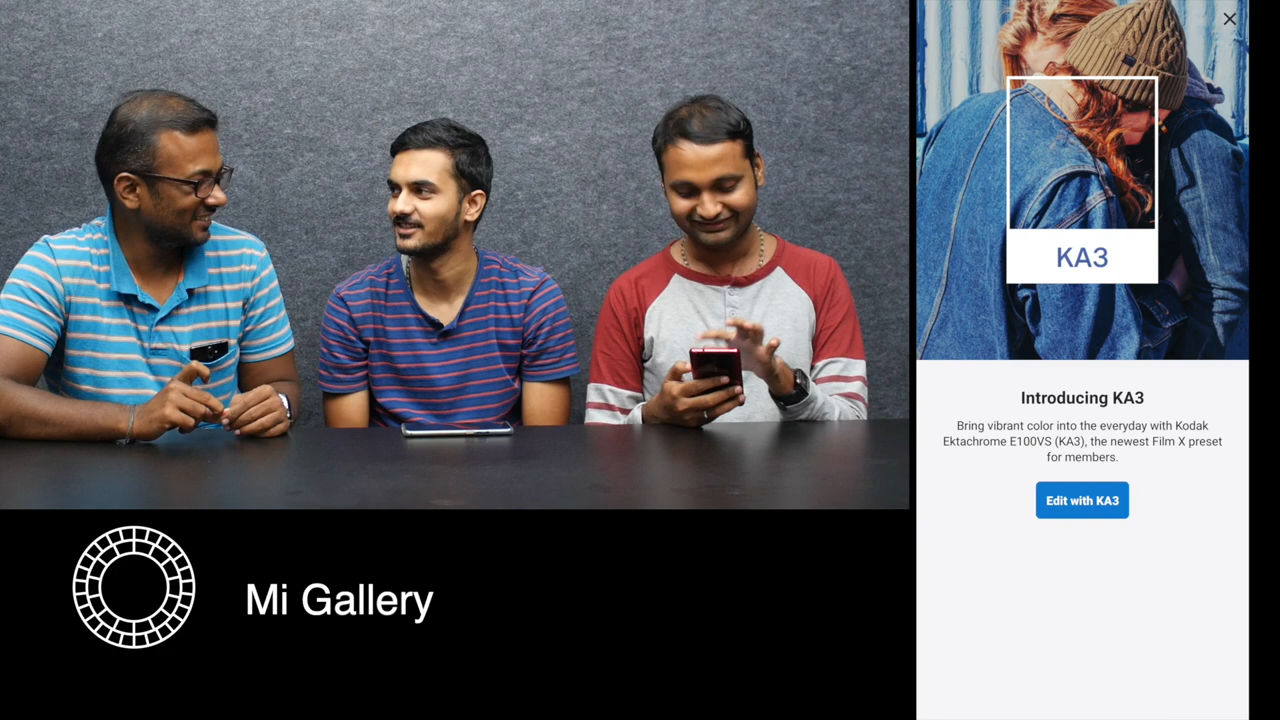 Mi Gallery
KA3
Introducing KA3
Bring vibrant color into the everyday with Kodak
Ektachrome E100VS (KA3), the newest Film X preset
for members.
Edit with KA3